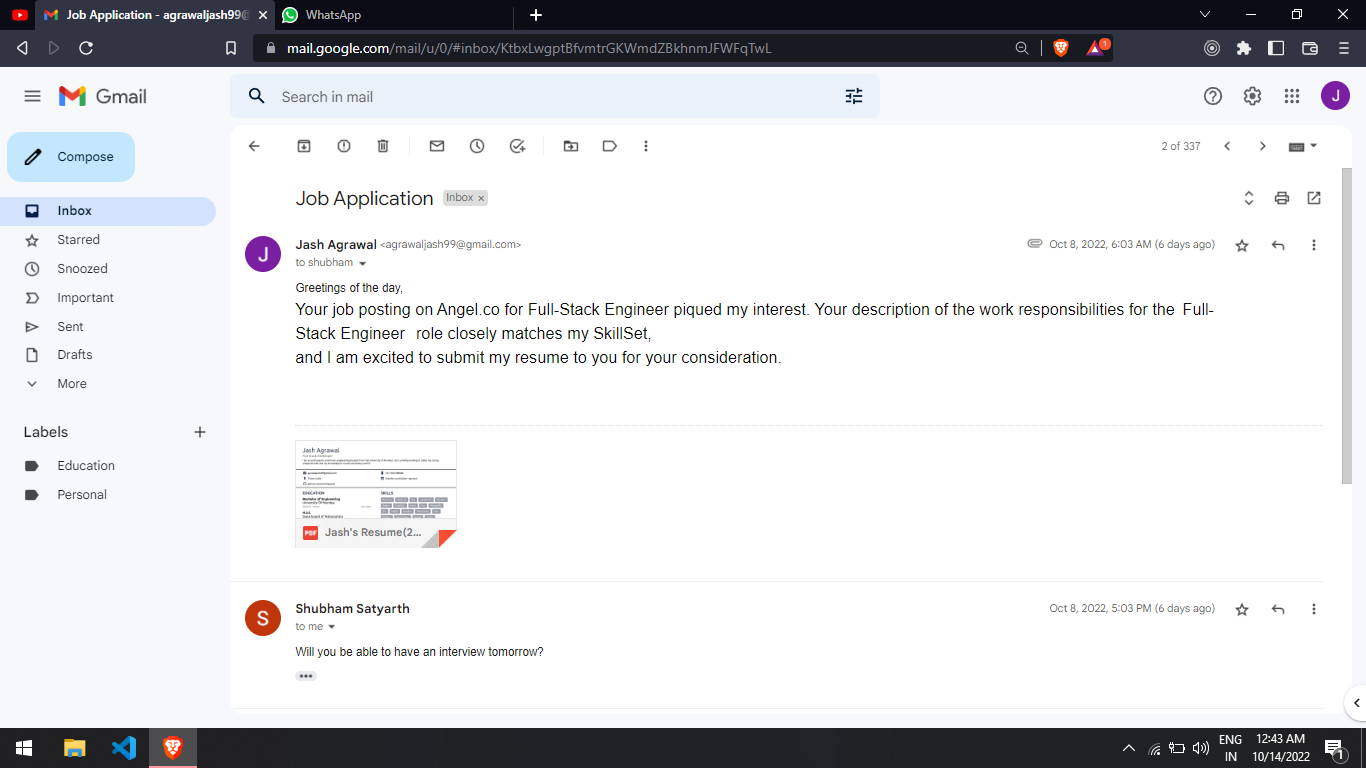 Job Application - agrawaljash99@
WhatsApp
mail.google.com/mail/u/0/#inbox/KtbxLwgptBfvmtrGKWmdZBkhnmJFWFqTwL
1
Gmail
Search in mail
J
Compose
2 of 337
Inbox
Starred
Snoozed
Important
Sent
Drafts
More
Labels
Education
Personal
Job Application Inbox ×
J
Jash Agrawal <agrawaljash99@gmail.com>
Oct 8, 2022, 6:03 AM (6 days ago)
to shubham
Greetings of the day,
Your job posting on Angel.co for Full-Stack Engineer piqued my interest. Your description of the work responsibilities for the Full-
Stack Engineer role closely matches my SkillSet,
and I am excited to submit my resume to you for your consideration.
Jash Agrawal
EDUCATION
SKILLS
Bachelor of Engineering
PDF Jash's Resume(2...
S
Shubham Satyarth
Oct 8, 2022, 5:03 PM (6 days ago)
to me
Will you be able to have an interview tomorrow?
ENG
IN
12:43 AM
10/14/2022
1